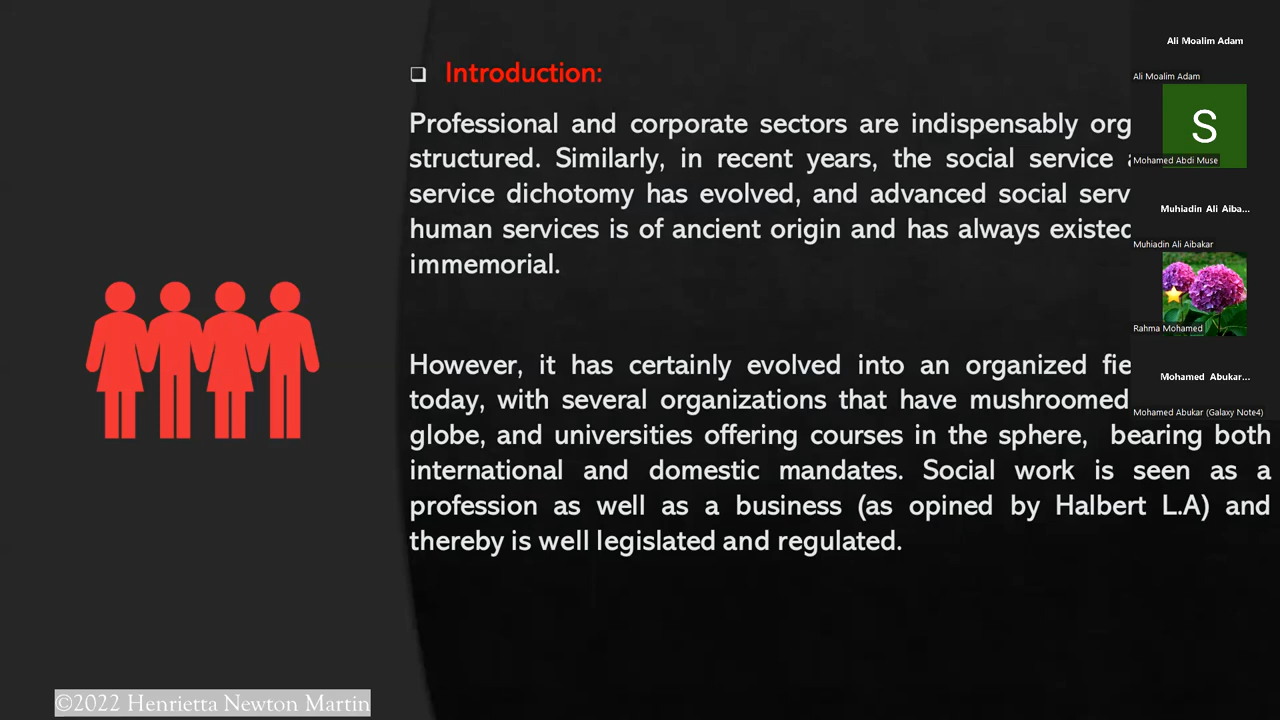 Introduction:
Professional and corporate sectors are indispensably org
structured. Similarly, in recent years, the social service
service dichotomy has evolved, and advanced social serv
human services is of ancient origin and has always existed
immemorial.
However, it has certainly evolved into an organized fie
today, with several organizations that have mushroomed
globe, and universities offering courses in the sphere, bearing both
international and domestic mandates. Social work is seen as a
profession as well as a business (as opined by Halbert L.A) and
thereby is well legislated and regulated.
©2022 Henrietta Newton Martin
Ali Moalim Adam
Ali Moalim Adam
S
Mohamed Abdi Muse
Muhiadin Ali Aiba...
Muhiadin Ali Aibakar
Rahma Mohamed
Mohamed Abukar...
Mohamed Abukar (Galaxy Note4)